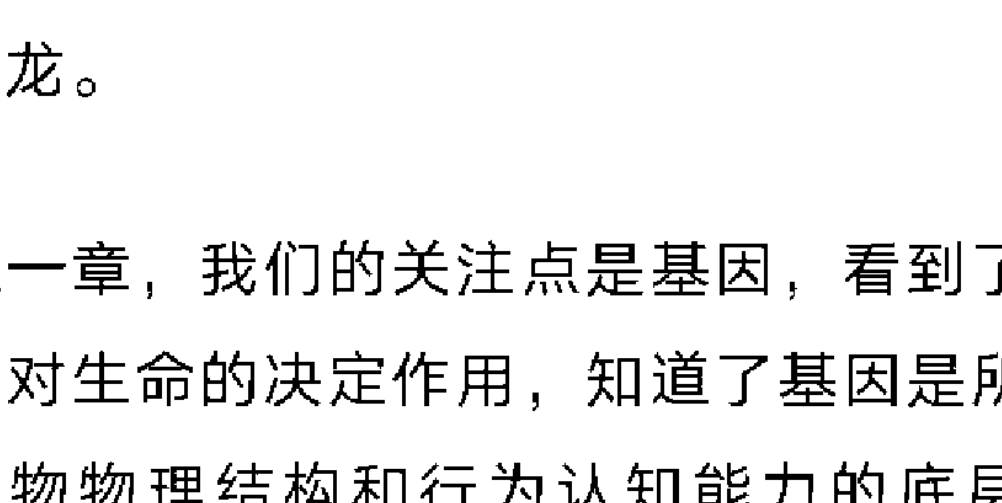 龙。
一章，我们的关注点是基因，看到了
对生命的决定作用，知道了基因是所
物物理结构和行为认知能力的底层